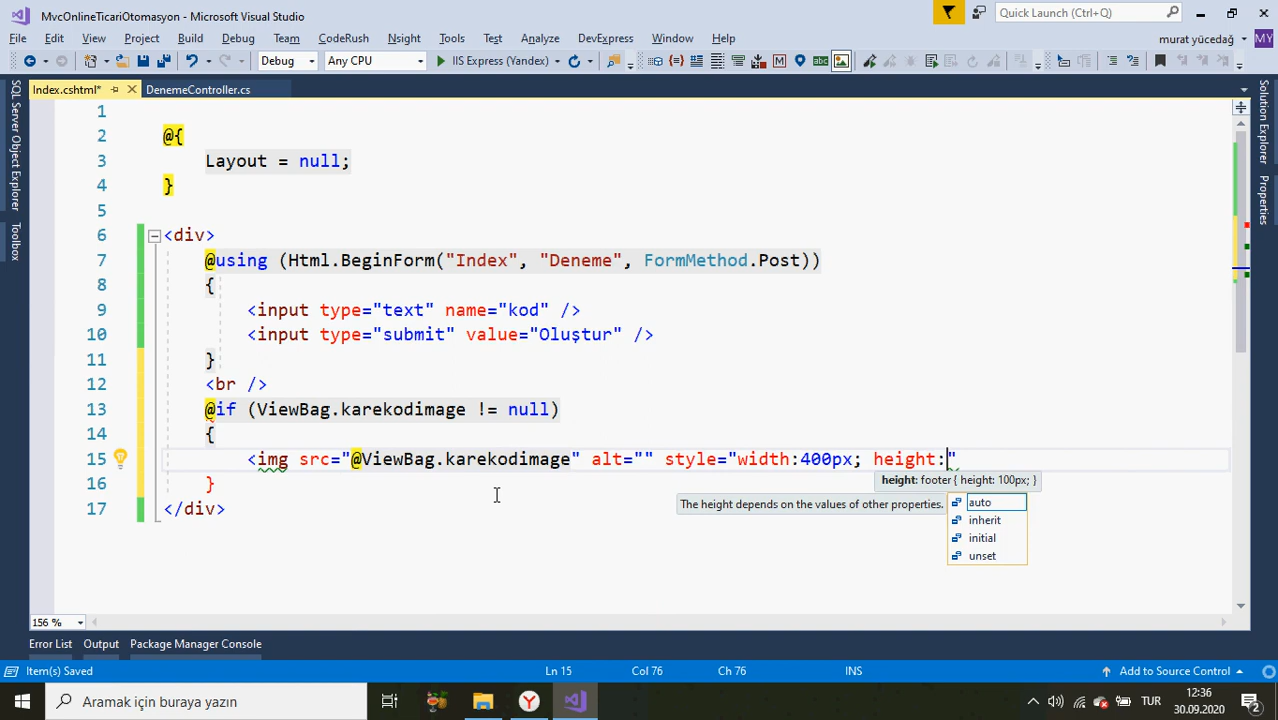 MvcOnlineTicariOtomasyon - Microsoft Visual Studio
Quick Launch (Ctrl+Q)
File Edit View Project Build Debug Team CodeRush Nsight Tools Test Analyze DevExpress Window Help
murat yücedağ MY
Debug Any CPU IIS Express (Yandex)
Index.cshtml* DenemeController.cs
SQL Server Object Explorer
Toolbox
Solution Explorer
Properties
1
2 @{
3 Layout = null;
4 }
5
6 <div>
7 @using (Html.BeginForm("Index", "Deneme", FormMethod.Post))
8 {
9 <input type="text" name="kod" />
10 <input type="submit" value="Oluştur" />
11 }
12 <br />
13 @if (ViewBag.karekodimage != null)
14 {
15 <img src="@ViewBag.karekodimage" alt="" style="width:400px; height:"
16 }
17 </div>
height: footer { height: 100px; }
The height depends on the values of other properties.
auto
inherit
initial
unset
156 %
Error List Output Package Manager Console
Item(s) Saved Ln 15 Col 76 Ch 76 INS Add to Source Control
Aramak için buraya yazın
TUR
12:36
30.09.2020
2